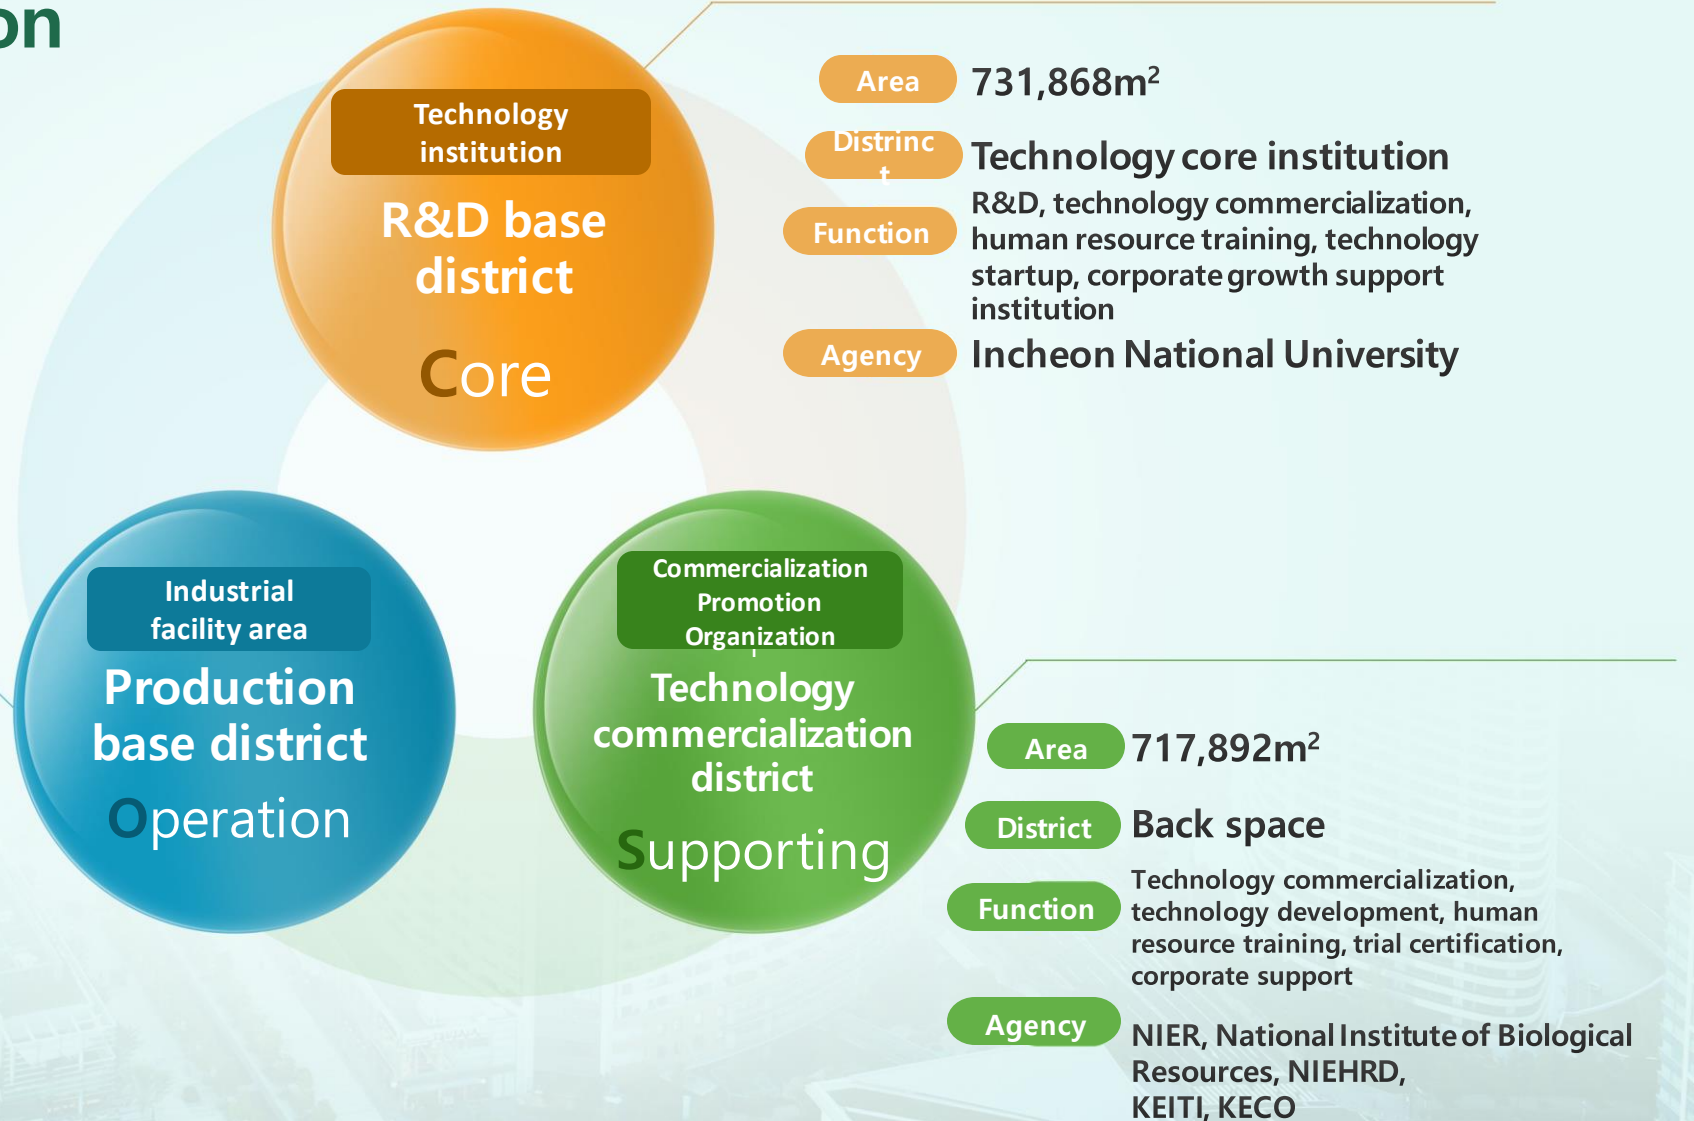 on
Technology
institution
R&D base
district
Core
Area
731,868m²
Distrinc
t
Technology core institution
Function
R&D, technology commercialization,
human resource training, technology
startup, corporate growth support
institution
Agency
Incheon National University
Industrial
facility area
Production
base district
Operation
Commercialization
Promotion
Organization
Technology
commercialization
district
Supporting
Area
717,892m²
District
Back space
Function
Technology commercialization,
technology development, human
resource training, trial certification,
corporate support
Agency
NIER, National Institute of Biological
Resources, NIEHRD,
KEITI, KECO